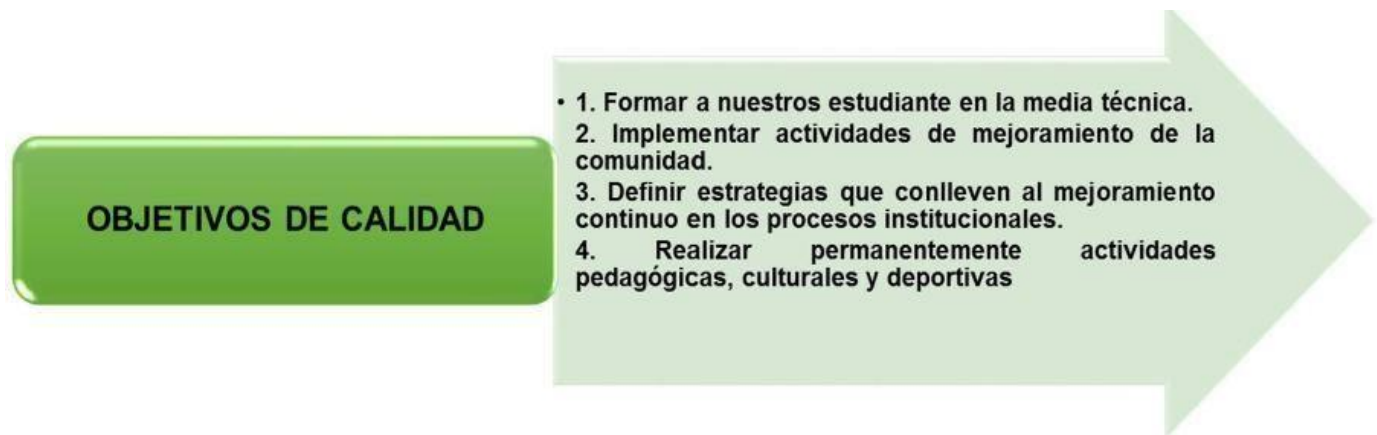 OBJETIVOS DE CALIDAD
• 1. Formar a nuestros estudiante en la media técnica.
2. Implementar actividades de mejoramiento de la
comunidad.
3. Definir estrategias que conlleven al mejoramiento
continuo en los procesos institucionales.
4. Realizar permanentemente actividades
pedagógicas, culturales y deportivas